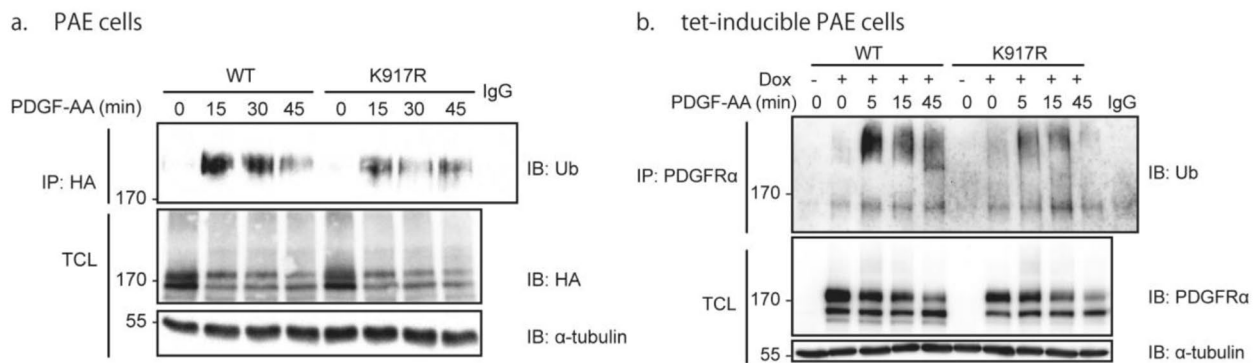 a. PAE cells
WT K917R
IgG
PDGF-AA (min) 0 15 30 45 0 15 30 45
IP: HA
170
IB: Ub
TCL
170
IB: HA
55
IB: α-tubulin
b. tet-inducible PAE cells
WT K917R
Dox - + + + + - + + + +
PDGF-AA (min) 0 0 5 15 45 0 0 5 15 45 IgG
IP: PDGFRα
170
IB: Ub
TCL
170
IB: PDGFRα
55
IB: α-tubulin